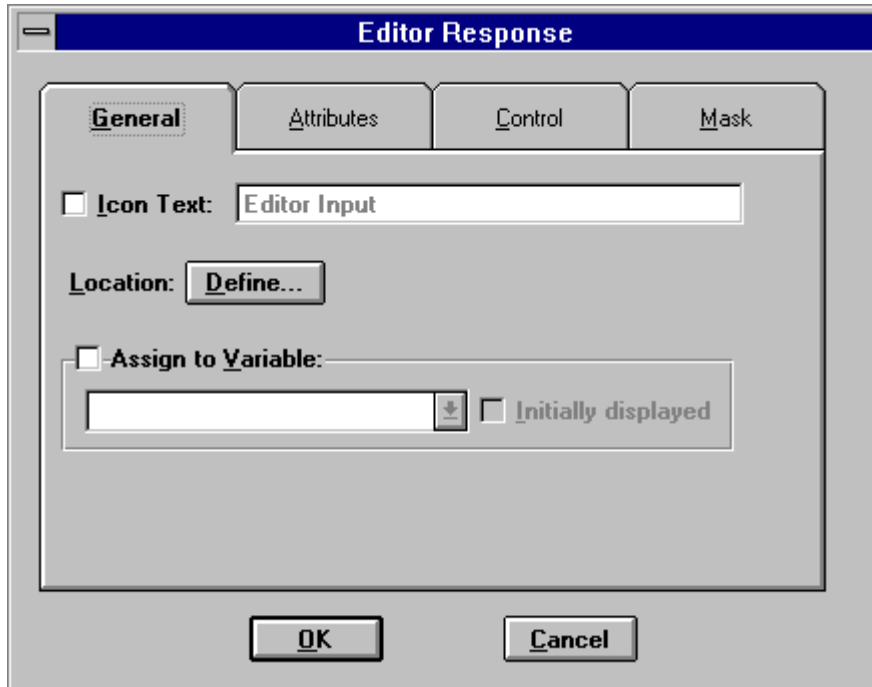 Editor Response
General Attributes Control Mask
Icon Text: Editor Input
Location: Define...
Assign to Variable:
Initially displayed
OK Cancel